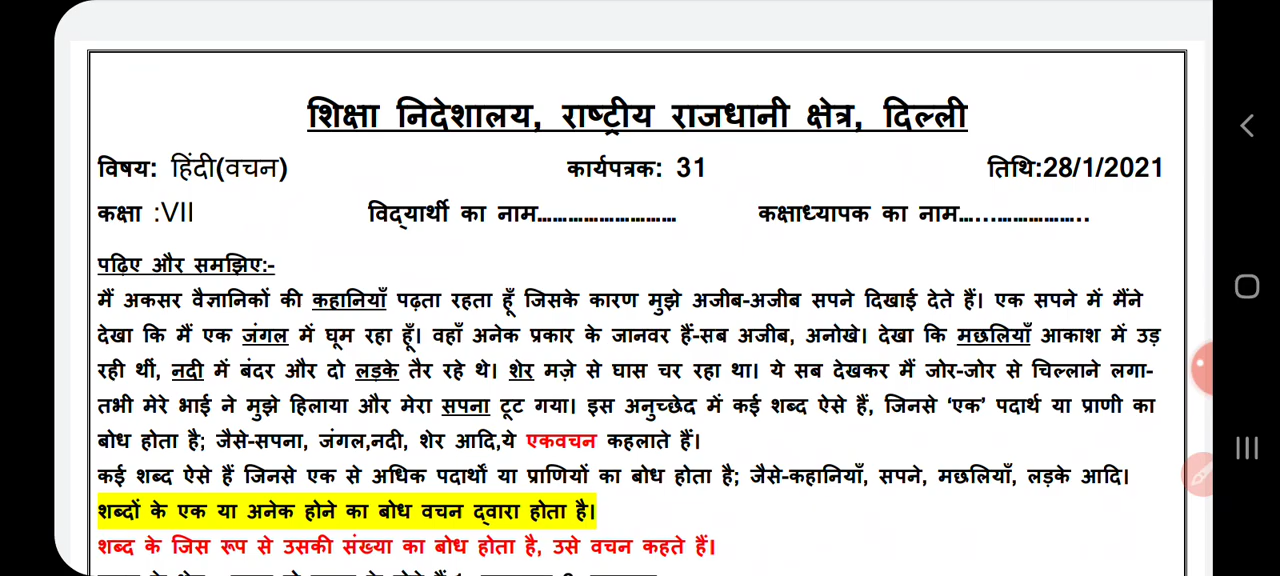 शिक्षा निदेशालय, राष्ट्रीय राजधानी क्षेत्र, दिल्ली
विषय: हिंदी(वचन) कार्यपत्रक: 31 तिथि:28/1/2021
कक्षा :VII विद्यार्थी का नाम........................... कक्षाध्यापक का नाम.........................
पढ़िए और समझिए:-
मैं अकसर वैज्ञानिकों की कहानियाँ पढ़ता रहता हूँ जिसके कारण मुझे अजीब-अजीब सपने दिखाई देते हैं। एक सपने में मैंने
देखा कि मैं एक जंगल में घूम रहा हूँ। वहाँ अनेक प्रकार के जानवर हैं-सब अजीब, अनोखे। देखा कि मछलियाँ आकाश में उड़
रही थीं, नदी में बंदर और दो लड़के तैर रहे थे। शेर मज़े से घास चर रहा था। ये सब देखकर मैं जोर-जोर से चिल्लाने लगा-
तभी मेरे भाई ने मुझे हिलाया और मेरा सपना टूट गया। इस अनुच्छेद में कई शब्द ऐसे हैं, जिनसे ‘एक’ पदार्थ या प्राणी का
बोध होता है; जैसे-सपना, जंगल,नदी, शेर आदि,ये एकवचन कहलाते हैं।
कई शब्द ऐसे हैं जिनसे एक से अधिक पदार्थों या प्राणियों का बोध होता है; जैसे-कहानियाँ, सपने, मछलियाँ, लड़के आदि।
शब्दों के एक या अनेक होने का बोध वचन द्वारा होता है।
शब्द के जिस रूप से उसकी संख्या का बोध होता है, उसे वचन कहते हैं।